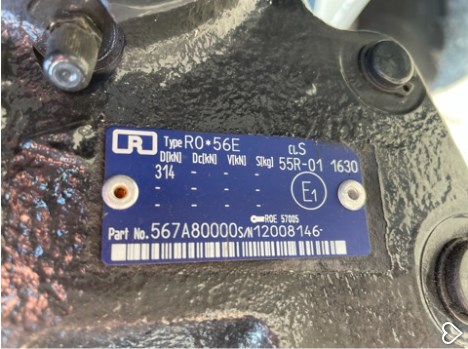 R Type RO•56E CLS
D[kN] Dc[kN] V[kN] S[kg] 55R-01 1630
314 - - -
- - - -
- - - - E1
ROE 57005
Part No. 567A80000 S/N 12008146-